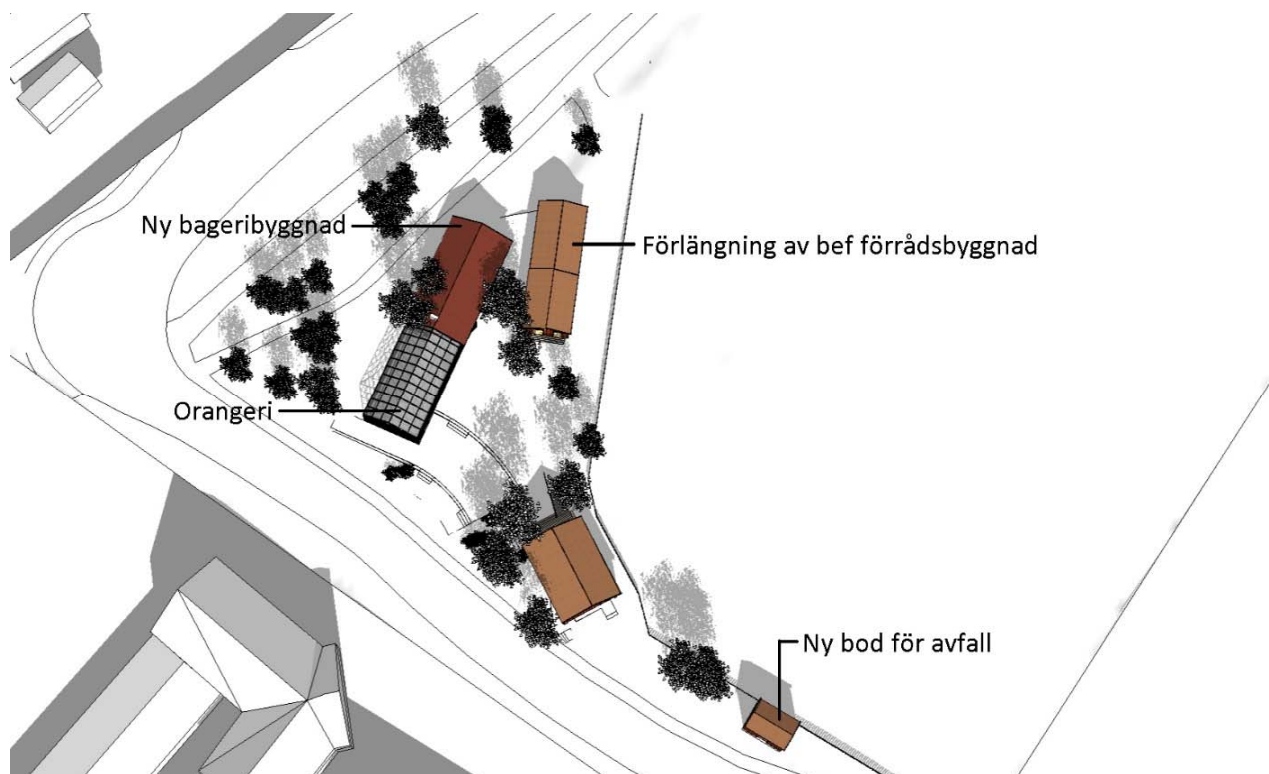 Ny bageribyggnad
Förlängning av bef förrådsbyggnad
Orangeri
Ny bod för avfall